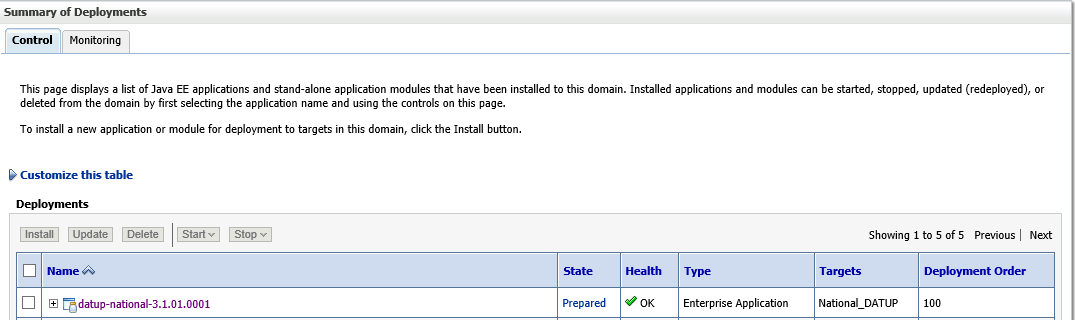 Summary of Deployments
Control Monitoring
This page displays a list of Java EE applications and stand-alone application modules that have been installed to this domain. Installed applications and modules can be started, stopped, updated (redeployed), or
deleted from the domain by first selecting the application name and using the controls on this page.
To install a new application or module for deployment to targets in this domain, click the Install button.
Customize this table
Deployments
Install Update Delete Start Stop Showing 1 to 5 of 5 Previous | Next
Name State Health Type Targets Deployment Order
datup-national-3.1.01.0001 Prepared OK Enterprise Application National_DATUP 100